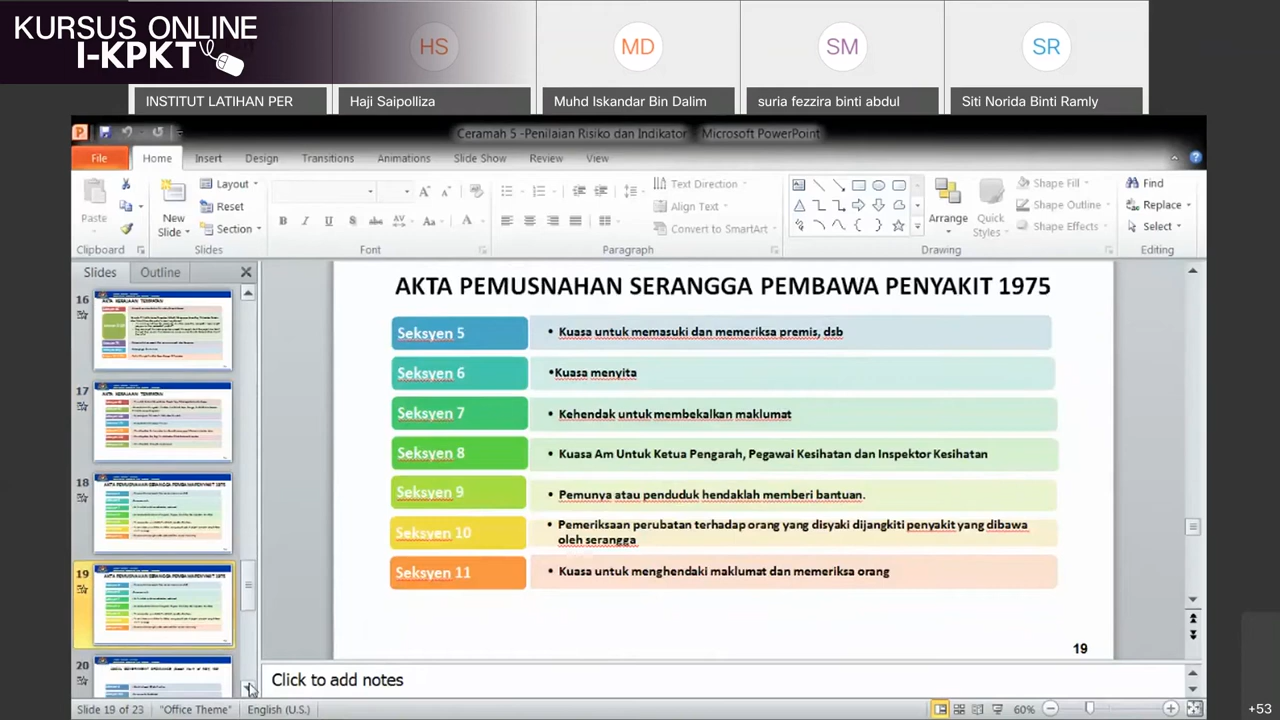 KURSUS ONLINE
I-KPKT
HS
MD
SM
SR
INSTITUT LATIHAN PER
Haji Saipolliza
Muhd Iskandar Bin Dalim
suria fezzira binti abdul
Siti Norida Binti Ramly
Ceramah 5 -Penilaian Risiko dan Indikator - Microsoft PowerPoint
File Home Insert Design Transitions Animations Slide Show Review View
Paste
New Slide
Layout
Reset
Section
Text Direction
Align Text
Convert to SmartArt
Arrange
Quick Styles
Shape Fill
Shape Outline
Shape Effects
Find
Replace
Select
Clipboard Slides Font Paragraph Drawing Editing
Slides Outline
16
17
18
19
20
AKTA PEMUSNAHAN SERANGGA PEMBAWA PENYAKIT 1975
Seksyen 5
• Kuasa untuk memasuki dan memeriksa premis, dsb
Seksyen 6
•Kuasa menyita
Seksyen 7
• Kehendak untuk membekalkan maklumat
Seksyen 8
• Kuasa Am Untuk Ketua Pengarah, Pegawai Kesihatan dan Inspektor Kesihatan
Seksyen 9
• Pemunya atau penduduk hendaklah memberi bantuan.
Seksyen 10
• Pemeriksaan perubatan terhadap orang yang disyaki dijangkiti penyakit yang dibawa
oleh serangga
Seksyen 11
• Kuasa untuk menghendaki maklumat dan memeriksa orang
19
Click to add notes
Slide 19 of 23 "Office Theme" English (U.S.) 60%
+53